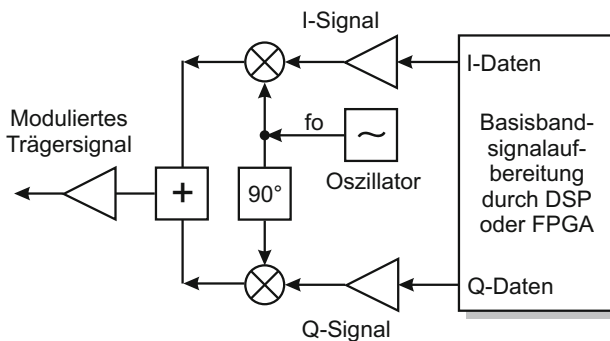 I-Signal
I-Daten
Moduliertes
Trägersignal
fo
~
Oszillator
+
90°
Basisband-
signalauf-
bereitung
durch DSP
oder FPGA
Q-Daten
Q-Signal